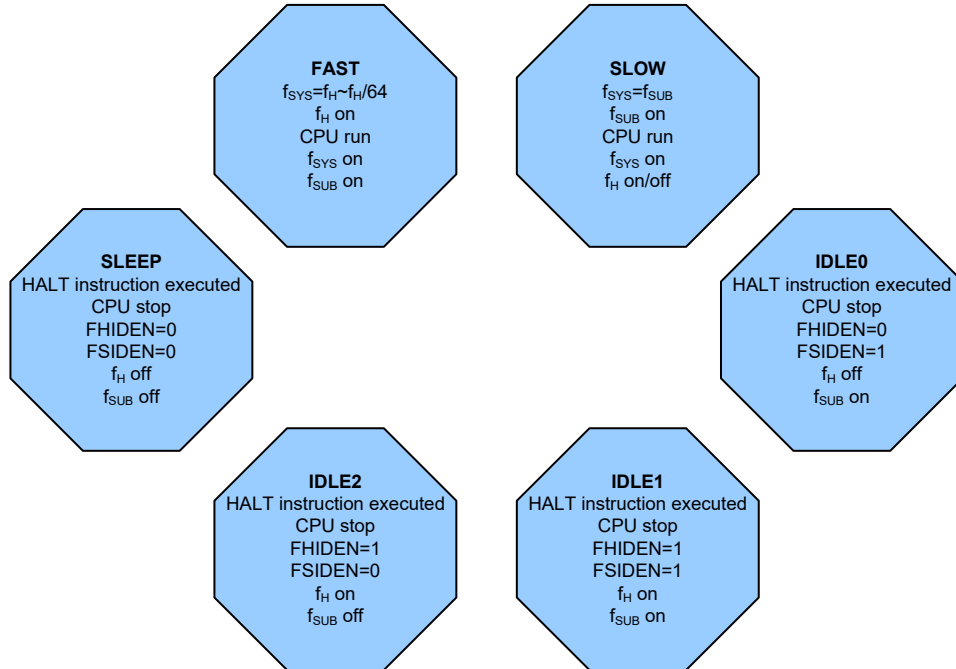 FAST
fSYS=fH~fH/64
fH on
CPU run
fSYS on
fSUB on
SLOW
fSYS=fSUB
fSUB on
CPU run
fSYS on
fH on/off
SLEEP
HALT instruction executed
CPU stop
FHIDEN=0
FSIDEN=0
fH off
fSUB off
IDLE0
HALT instruction executed
CPU stop
FHIDEN=0
FSIDEN=1
fH off
fSUB on
IDLE2
HALT instruction executed
CPU stop
FHIDEN=1
FSIDEN=0
fH on
fSUB off
IDLE1
HALT instruction executed
CPU stop
FHIDEN=1
FSIDEN=1
fH on
fSUB on